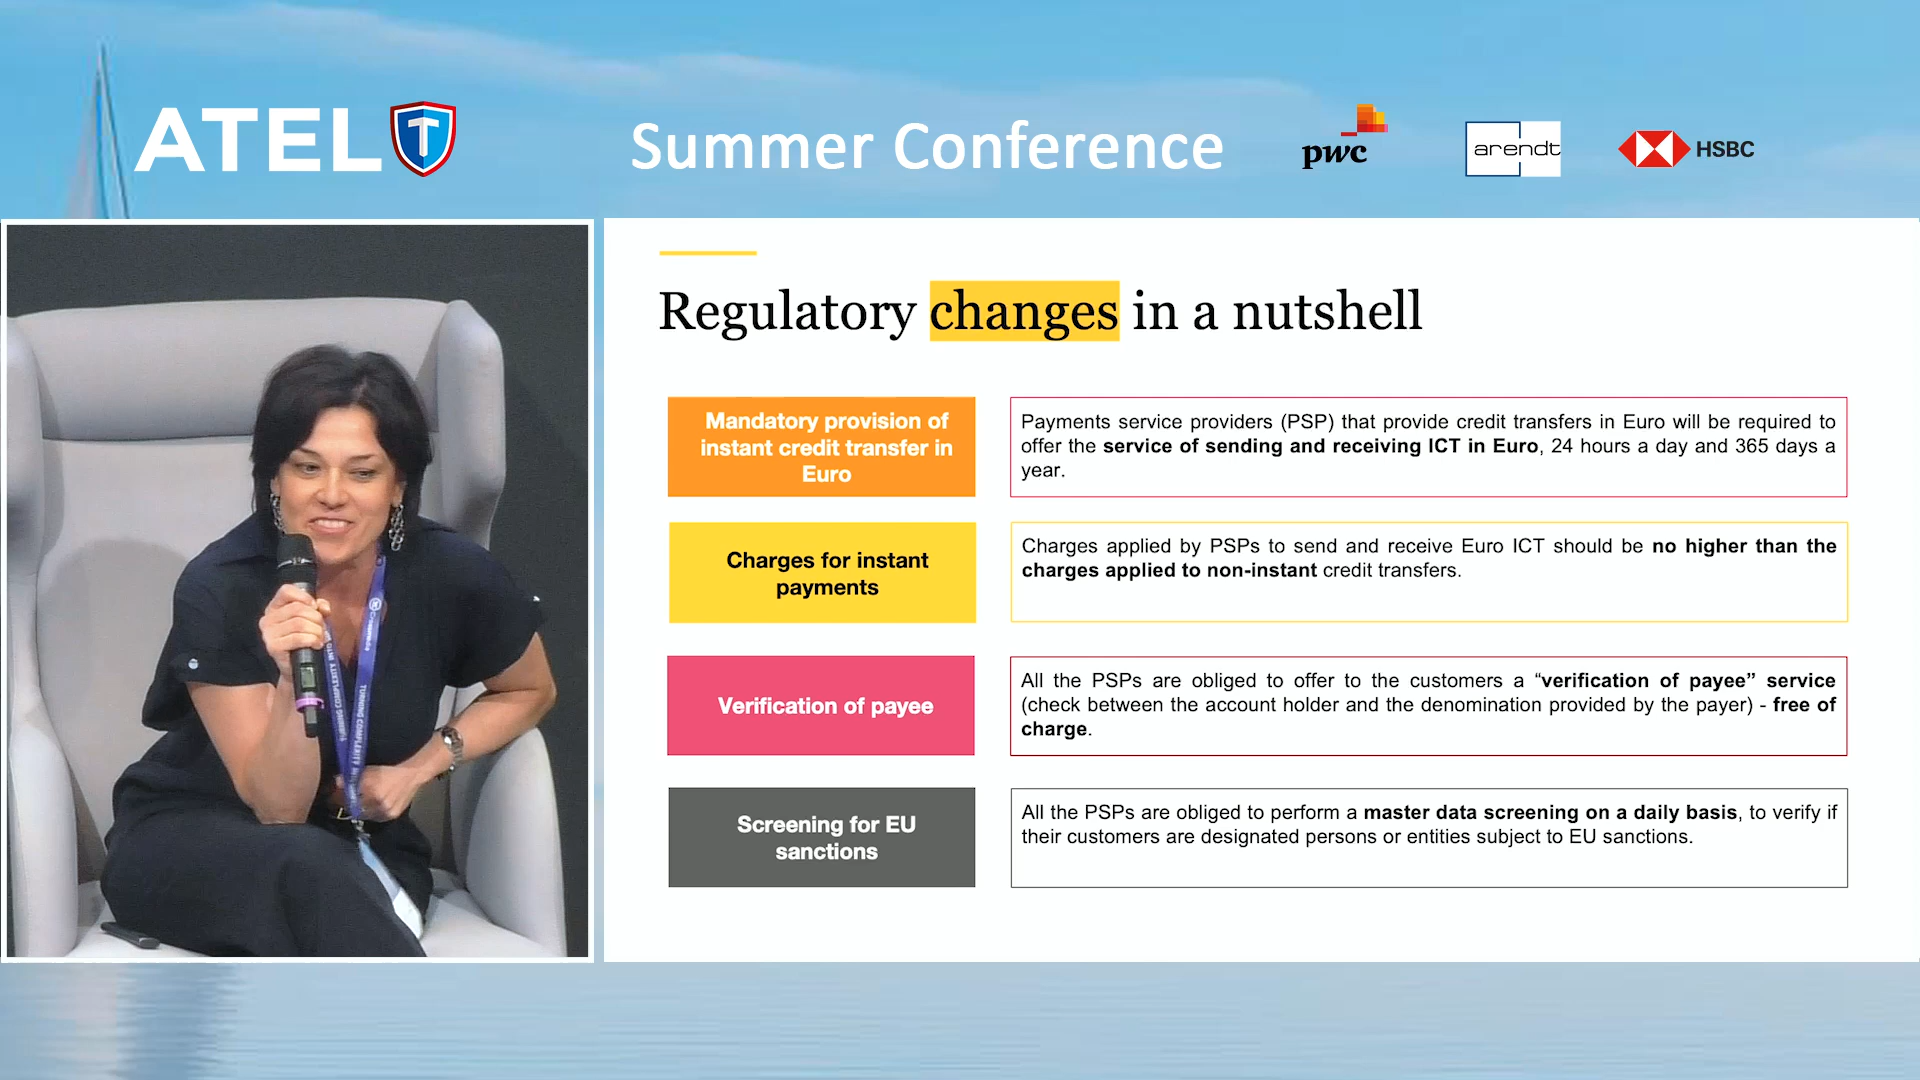 ATEL T
Summer Conference
pwc
arendt
HSBC
Regulatory changes in a nutshell
Mandatory provision of
instant credit transfer in
Euro
Payments service providers (PSP) that provide credit transfers in Euro will be required to
offer the service of sending and receiving ICT in Euro, 24 hours a day and 365 days a
year.
Charges for instant
payments
Charges applied by PSPs to send and receive Euro ICT should be no higher than the
charges applied to non-instant credit transfers.
Verification of payee
All the PSPs are obliged to offer to the customers a “verification of payee” service
(check between the account holder and the denomination provided by the payer) - free of
charge.
Screening for EU
sanctions
All the PSPs are obliged to perform a master data screening on a daily basis, to verify if
their customers are designated persons or entities subject to EU sanctions.
TURNING COMPLEXITY INTO
TURNING COMPLEXITY INTO